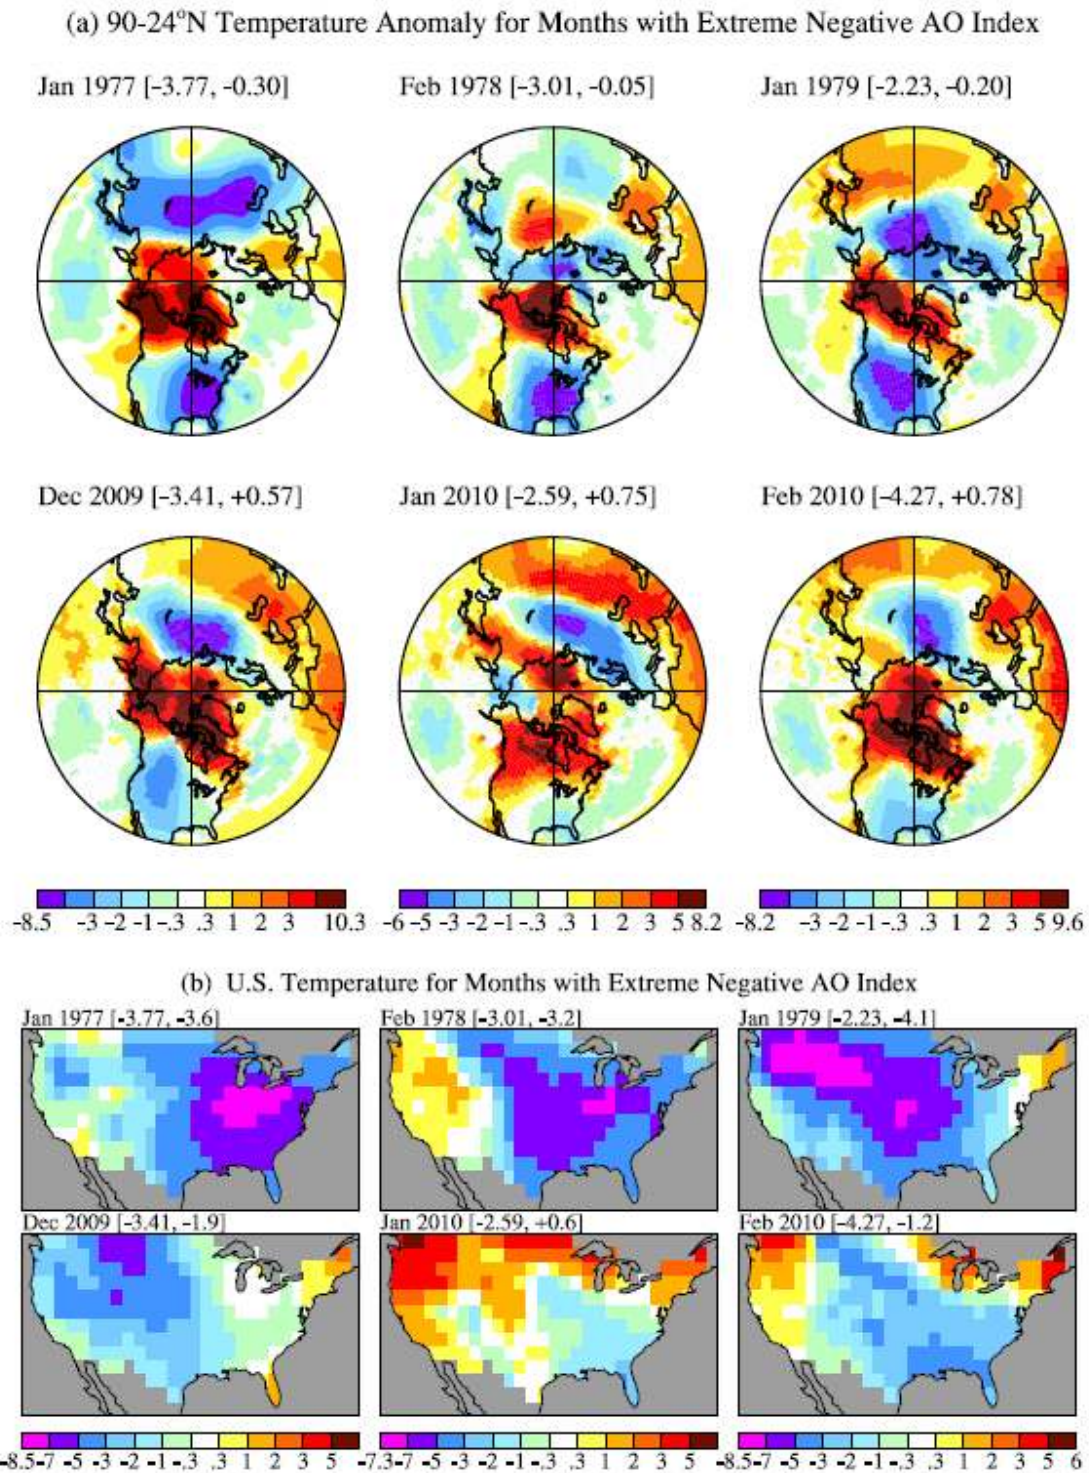 (a) 90-24°N Temperature Anomaly for Months with Extreme Negative AO Index
Jan 1977 [-3.77, -0.30]
Feb 1978 [-3.01, -0.05]
Jan 1979 [-2.23, -0.20]
Dec 2009 [-3.41, +0.57]
Jan 2010 [-2.59, +0.75]
Feb 2010 [-4.27, +0.78]
-8.5 -3 -2 -1 -.3 .3 1 2 3 10.3
-6 -5 -3 -2 -1 -.3 .3 1 2 3 5 8.2
-8.2 -3 -2 -1 -.3 .3 1 2 3 5 9.6
(b) U.S. Temperature for Months with Extreme Negative AO Index
Jan 1977 [-3.77, -3.6]
Feb 1978 [-3.01, -3.2]
Jan 1979 [-2.23, -4.1]
Dec 2009 [-3.41, -1.9]
Jan 2010 [-2.59, +0.6]
Feb 2010 [-4.27, -1.2]
-8.5 -7 -5 -3 -2 -1 -.3 .3 1 2
-7.3 -7 -5 -3 -2 -1 -.3 .3 1 2 3 5
-8.5 -7 -5 -3 -2 -1 -.3 .3 1 2 3 5 6